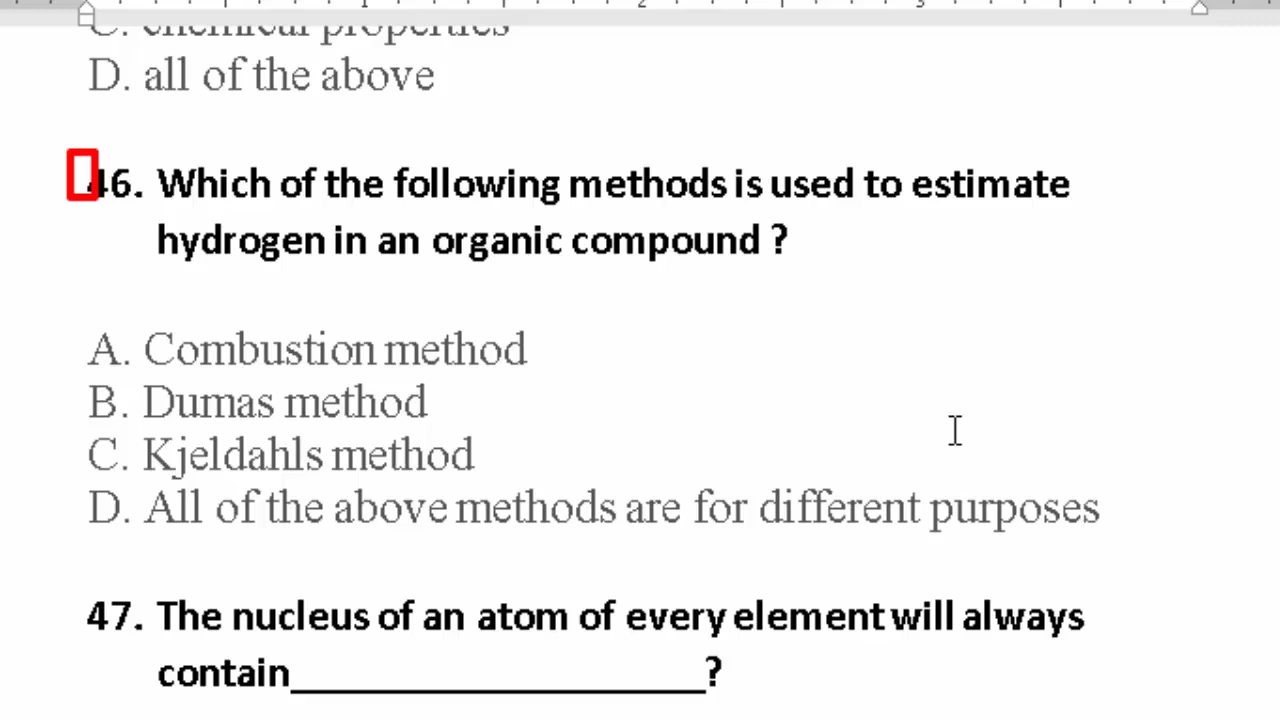 C. chemical properties
D. all of the above
46. Which of the following methods is used to estimate
hydrogen in an organic compound ?
A. Combustion method
B. Dumas method
C. Kjeldahls method
D. All of the above methods are for different purposes
47. The nucleus of an atom of every element will always
contain____________________?